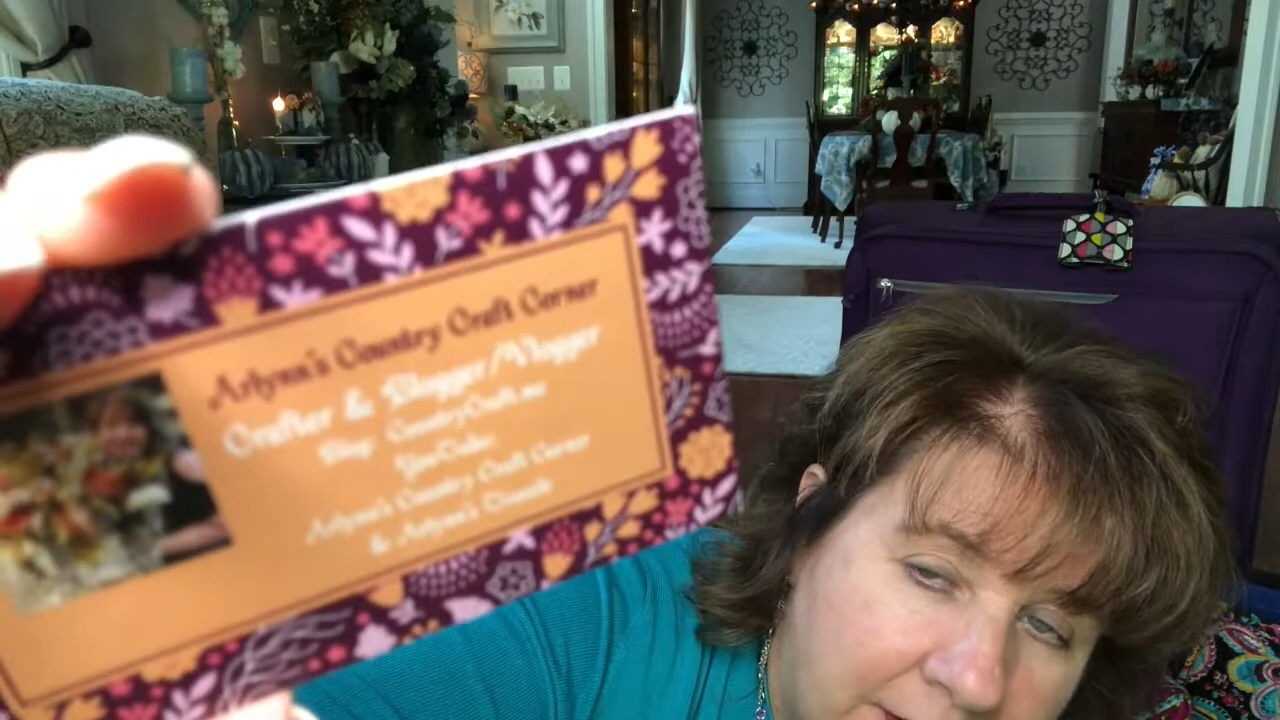 Arlynn's Country Craft Corner
Crafter & Blogger/Vlogger
Blog: CountryCraft.me
YouTube:
Arlynn's Country Craft Corner
& Arlynn's Travels